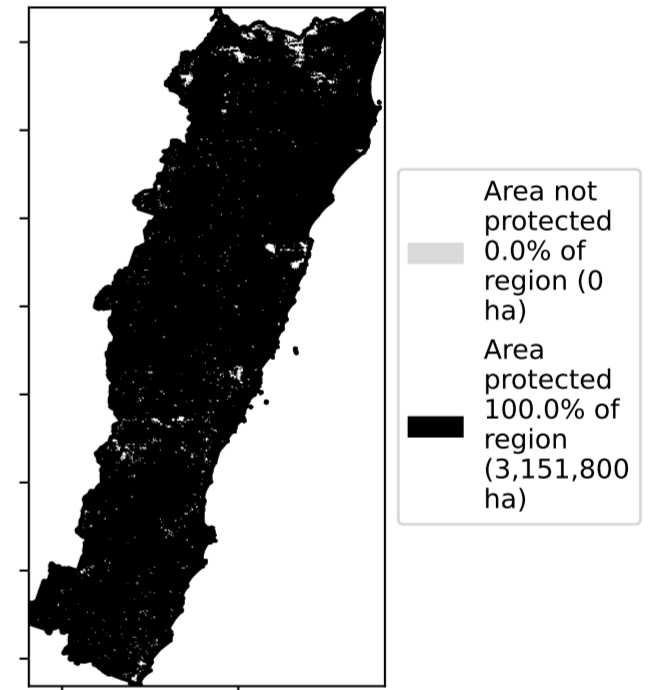 Area not
protected
0.0% of
region (0
ha)
Area
protected
100.0% of
region
(3,151,800
ha)